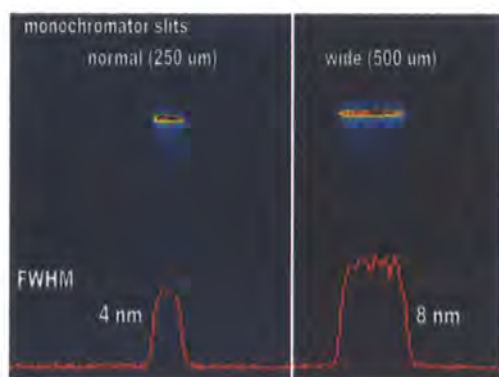 monochromator slits
normal (250 um)
wide (500 um)
FWHM
4 nm
8 nm